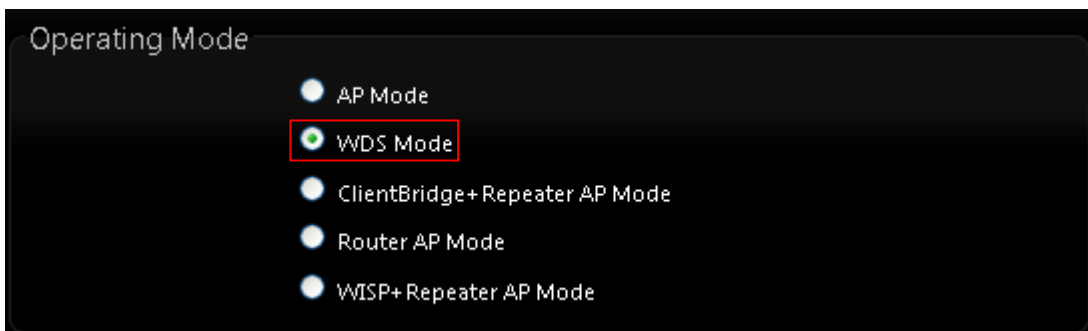 Operating Mode
AP Mode
WDS Mode
ClientBridge+Repeater AP Mode
Router AP Mode
WISP+Repeater AP Mode